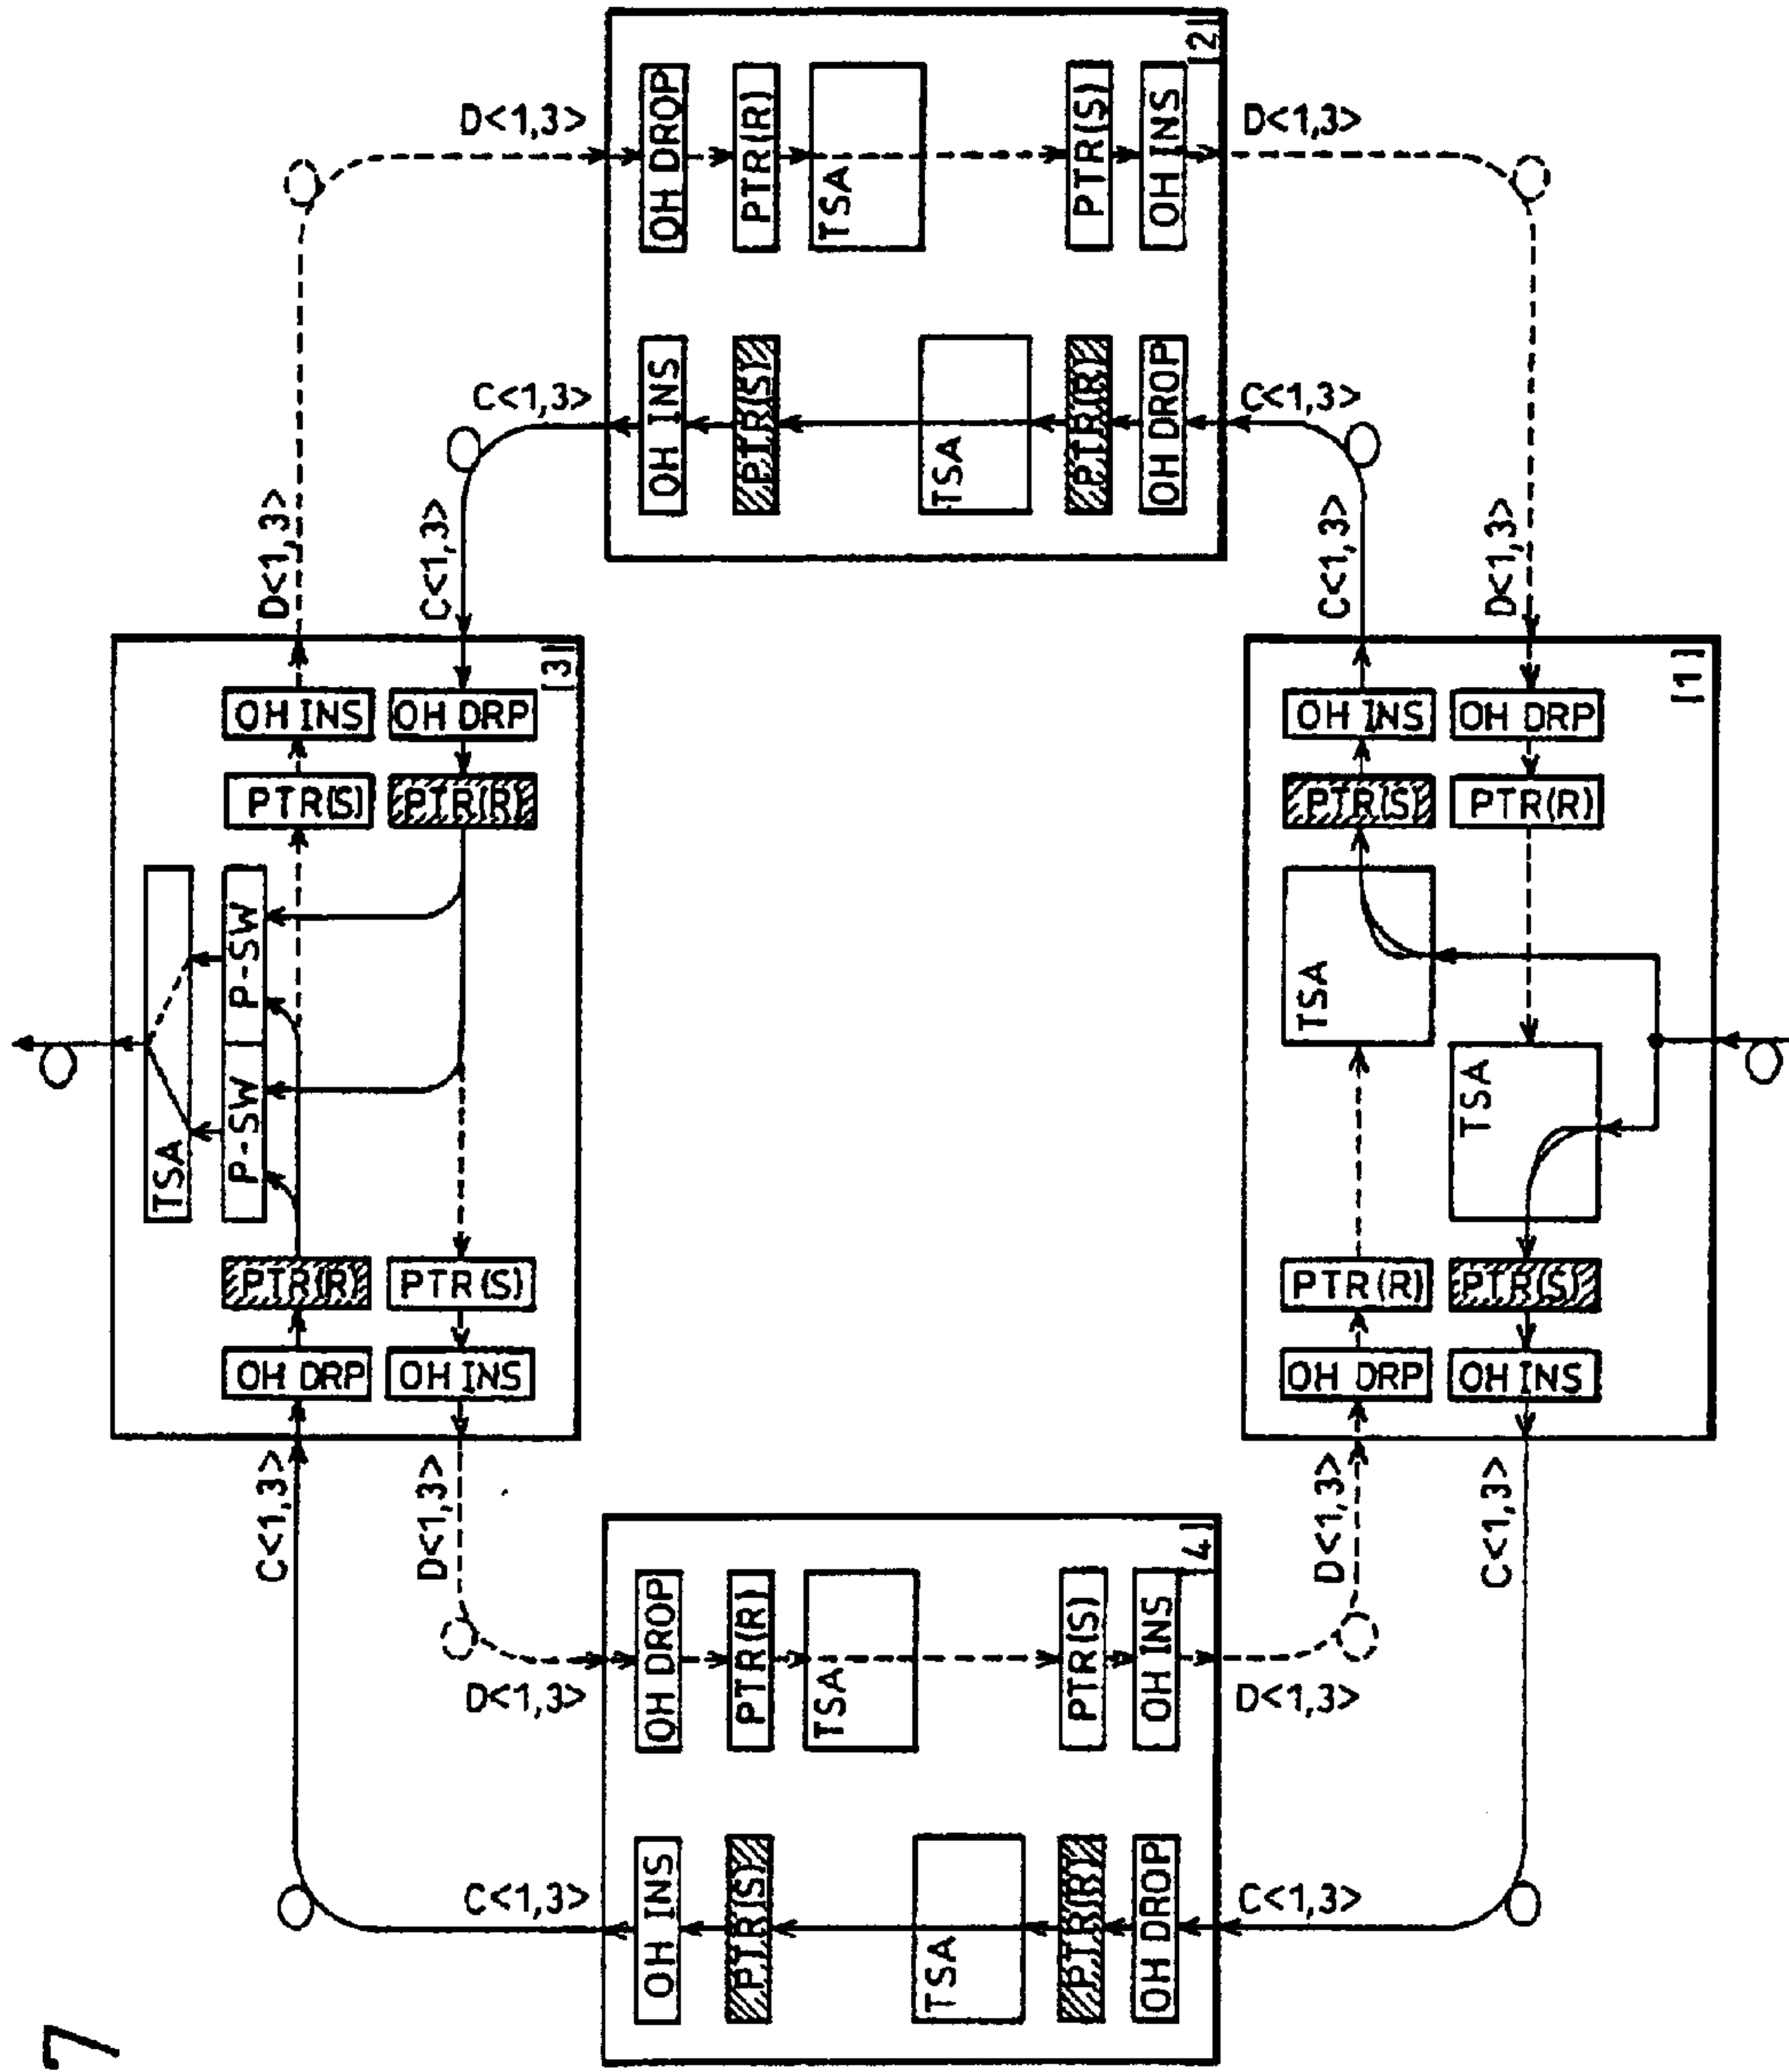 7
C<1,3>
C<1,3>
OH INS
PTR(S)
TSA
PTR(R)
OH DROP
OH DROP
PTR(R)
TSA
PTR(S)
OH INS
[4]
D<1,3>
D<1,3>
C<1,3>
D<1,3>
D<1,3>
C<1,3>
OH DRP
OH INS
PTR(R)
PTR(S)
TSA
P-SW
P-SW
PTR(S)
PTR(R)
OH INS
OH DRP
[3]
OH DRP
OH INS
PTR(R)
PTR(S)
TSA
TSA
PTR(S)
PTR(R)
OH INS
OH DRP
[1]
D<1,3>
C<1,3>
C<1,3>
D<1,3>
C<1,3>
C<1,3>
OH INS
PTR(S)
TSA
PTR(R)
OH DROP
OH DROP
PTR(R)
TSA
PTR(S)
OH INS
[2]
D<1,3>
D<1,3>